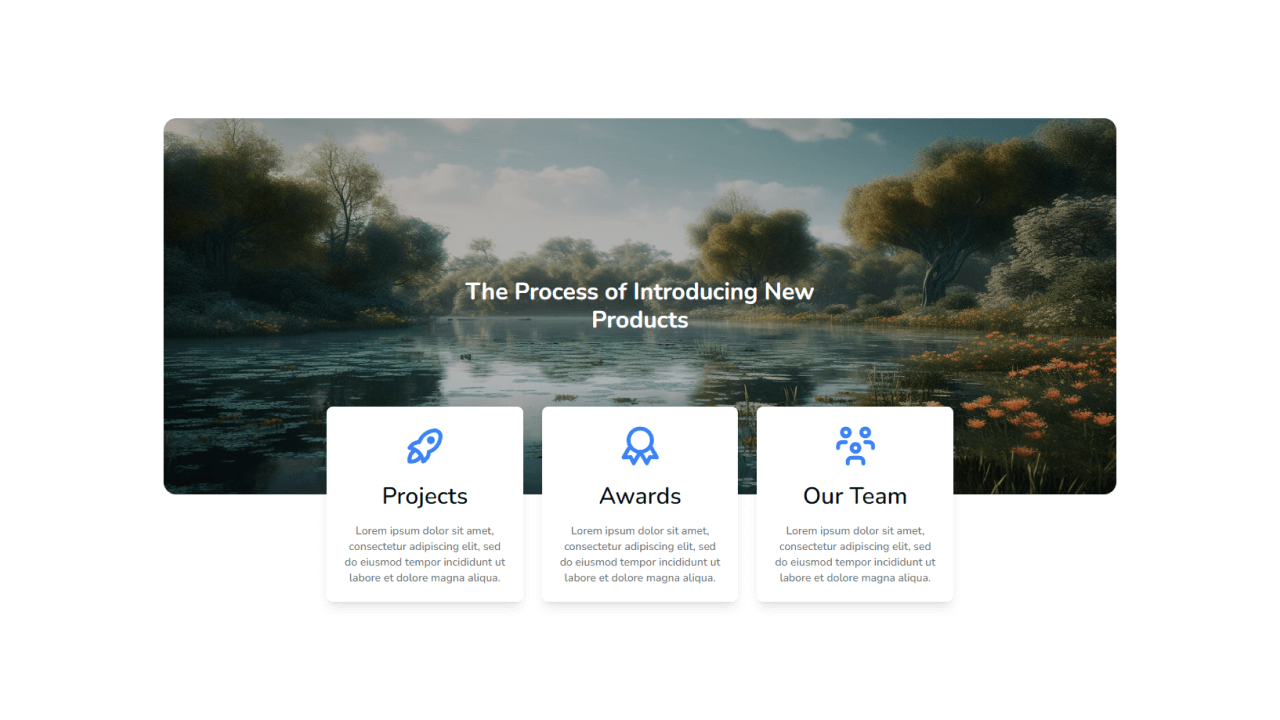 The Process of Introducing New
Products
Projects
Lorem ipsum dolor sit amet,
consectetur adipiscing elit, sed
do eiusmod tempor incididunt ut
labore et dolore magna aliqua.
Awards
Lorem ipsum dolor sit amet,
consectetur adipiscing elit, sed
do eiusmod tempor incididunt ut
labore et dolore magna aliqua.
Our Team
Lorem ipsum dolor sit amet,
consectetur adipiscing elit, sed
do eiusmod tempor incididunt ut
labore et dolore magna aliqua.